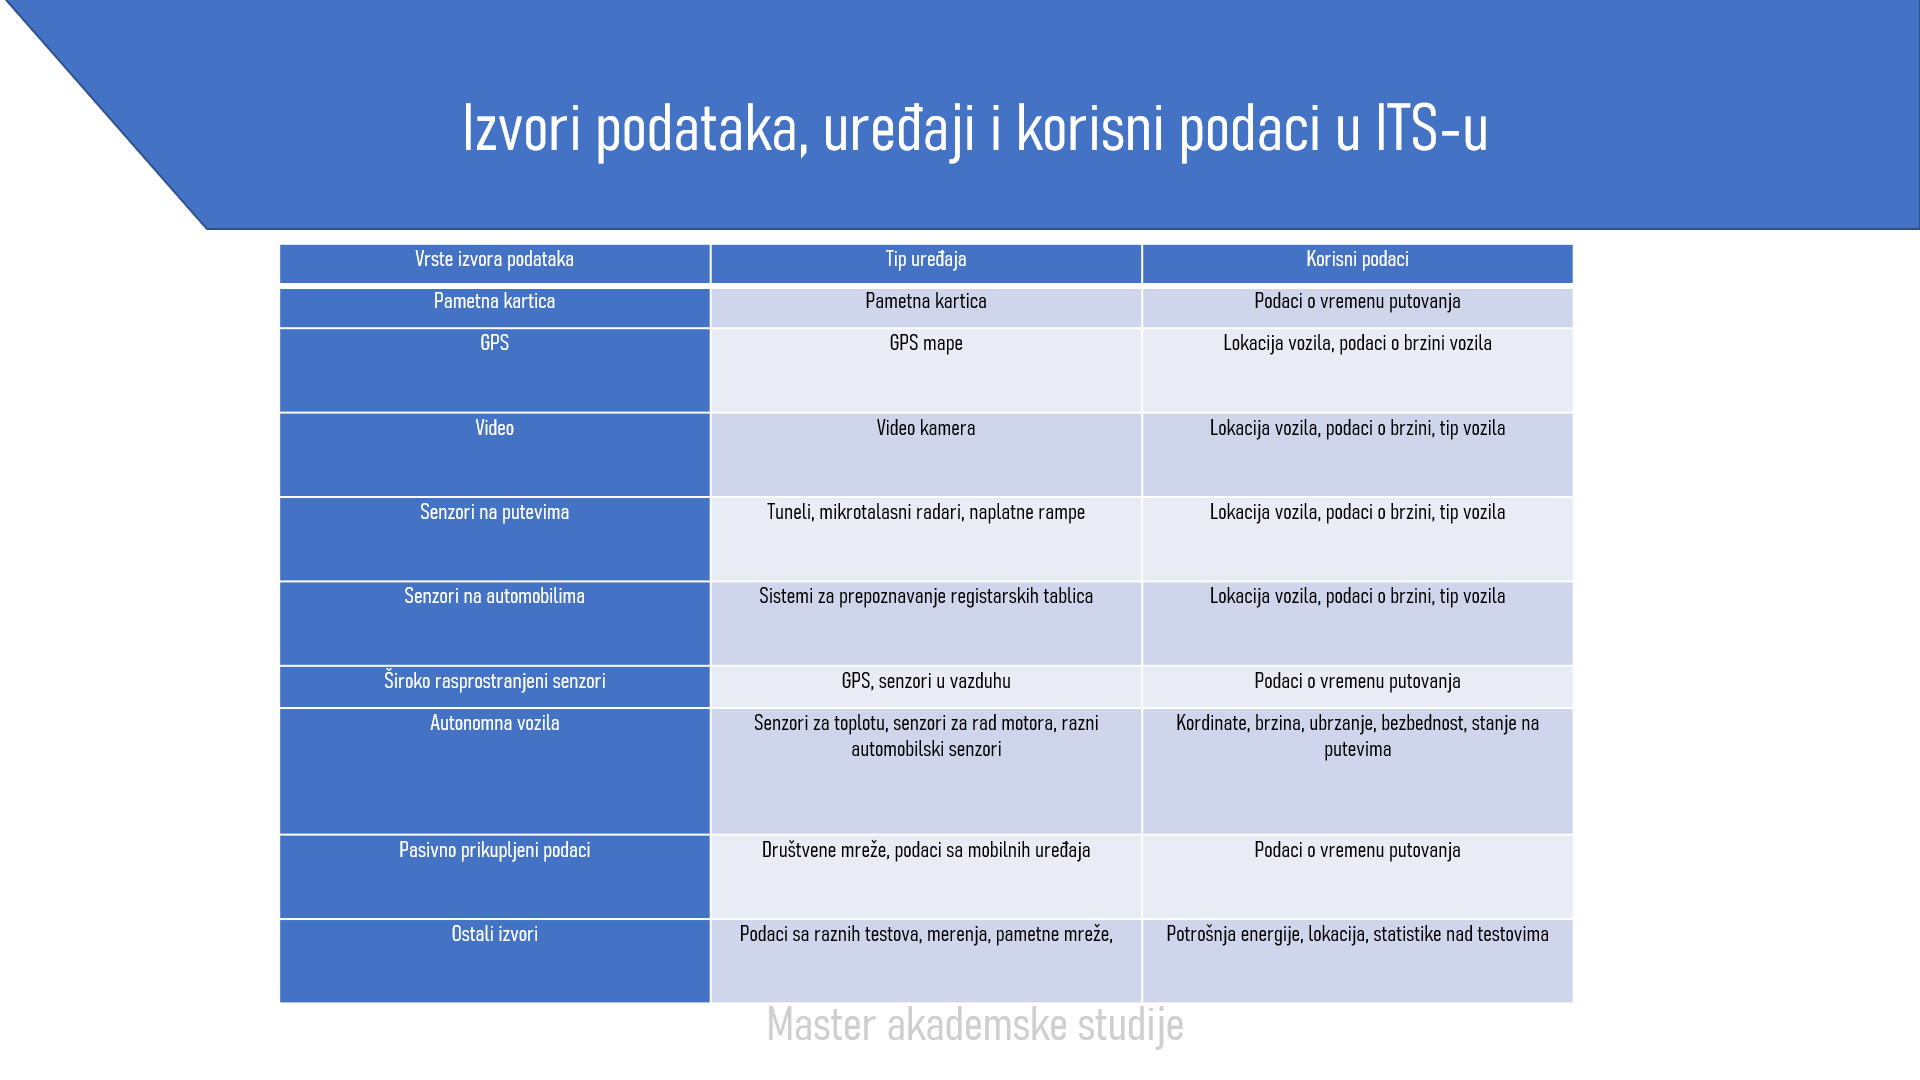 Izvori podataka, uređaji i korisni podaci u ITS-u
Vrste izvora podataka
Tip uređaja
Korisni podaci
Pametna kartica
Pametna kartica
Podaci o vremenu putovanja
GPS
GPS mape
Lokacija vozila, podaci o brzini vozila
Video
Video kamera
Lokacija vozila, podaci o brzini, tip vozila
Senzori na putevima
Tuneli, mikrotalasni radari, naplatne rampe
Lokacija vozila, podaci o brzini, tip vozila
Senzori na automobilima
Sistemi za prepoznavanje registarskih tablica
Lokacija vozila, podaci o brzini, tip vozila
Široko rasprostranjeni senzori
GPS, senzori u vazduhu
Podaci o vremenu putovanja
Autonomna vozila
Senzori za toplotu, senzori za rad motora, razni
automobilski senzori
Kordinate, brzina, ubrzanje, bezbednost, stanje na
putevima
Pasivno prikupljeni podaci
Društvene mreže, podaci sa mobilnih uređaja
Podaci o vremenu putovanja
Ostali izvori
Podaci sa raznih testova, merenja, pametne mreže,
Potrošnja energije, lokacija, statistike nad testovima
Master akademske studije